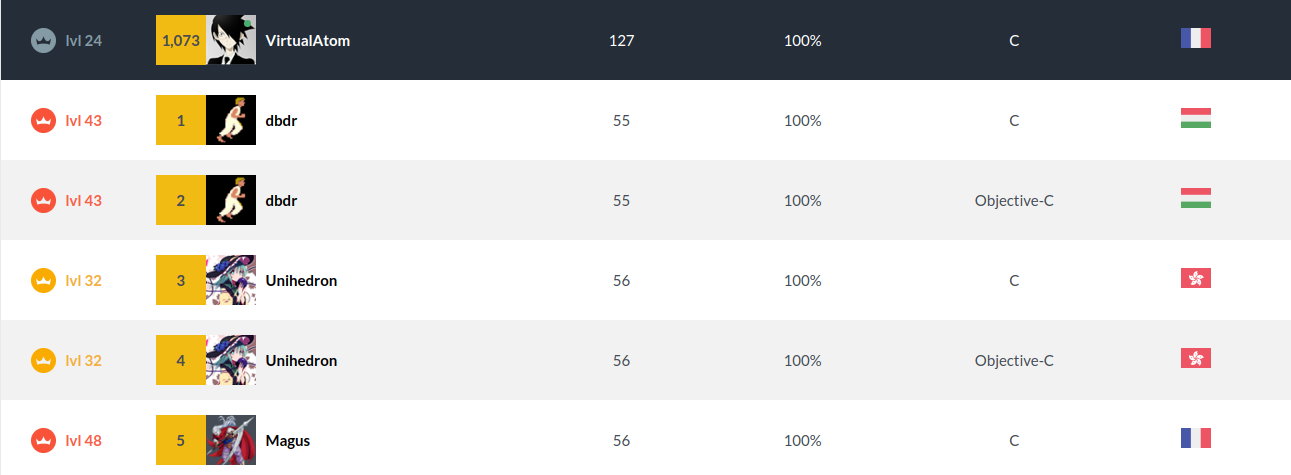 lvl 24 1,073 VirtualAtom 127 100% C
lvl 43 1 dbdr 55 100% C
lvl 43 2 dbdr 55 100% Objective-C
lvl 32 3 Unihedron 56 100% C
lvl 32 4 Unihedron 56 100% Objective-C
lvl 48 5 Magus 56 100% C